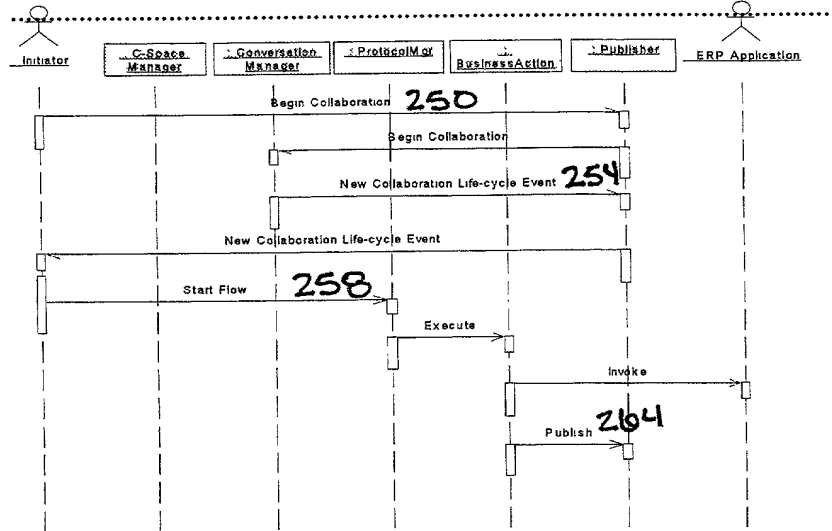 : Initiator
: C-Space Manager
: Conversation Manager
: ProtocolMgr
: BusinessAction
: Publisher
: ERP Application
Begin Collaboration 250
Begin Collaboration
New Collaboration Life-cycle Event 254
New Collaboration Life-cycle Event
Start Flow 258
Execute
Invoke
Publish 264